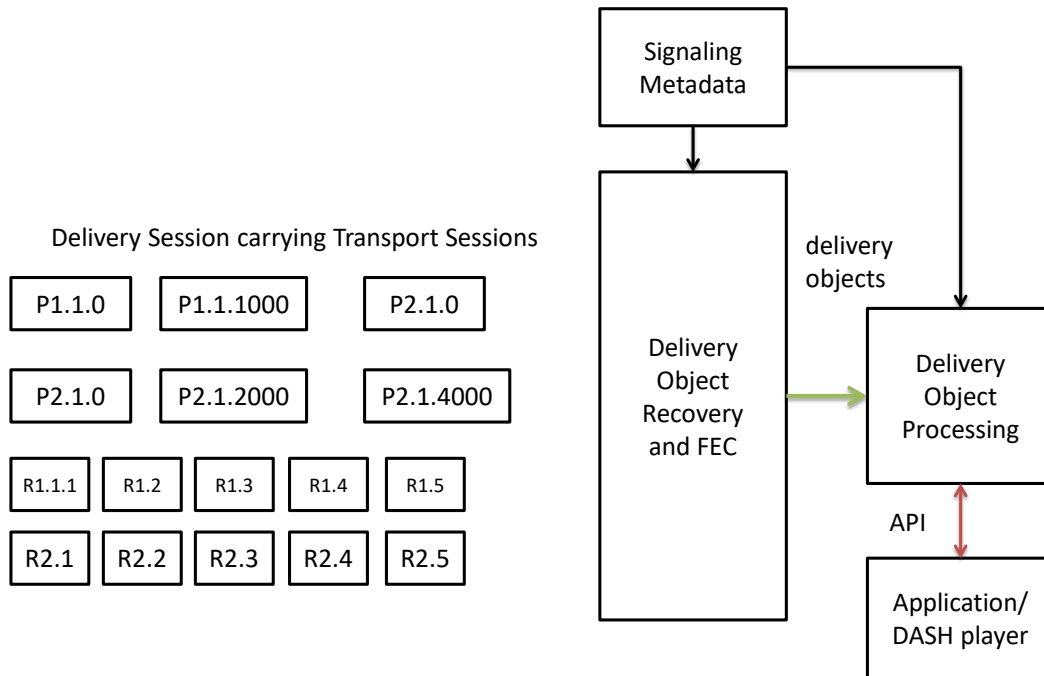 Signaling
Metadata
Delivery Session carrying Transport Sessions
P1.1.0
P1.1.1000
P2.1.0
P2.1.0
P2.1.2000
P2.1.4000
R1.1.1
R1.2
R1.3
R1.4
R1.5
R2.1
R2.2
R2.3
R2.4
R2.5
Delivery
Object
Recovery
and FEC
delivery
objects
Delivery
Object
Processing
API
Application/
DASH player